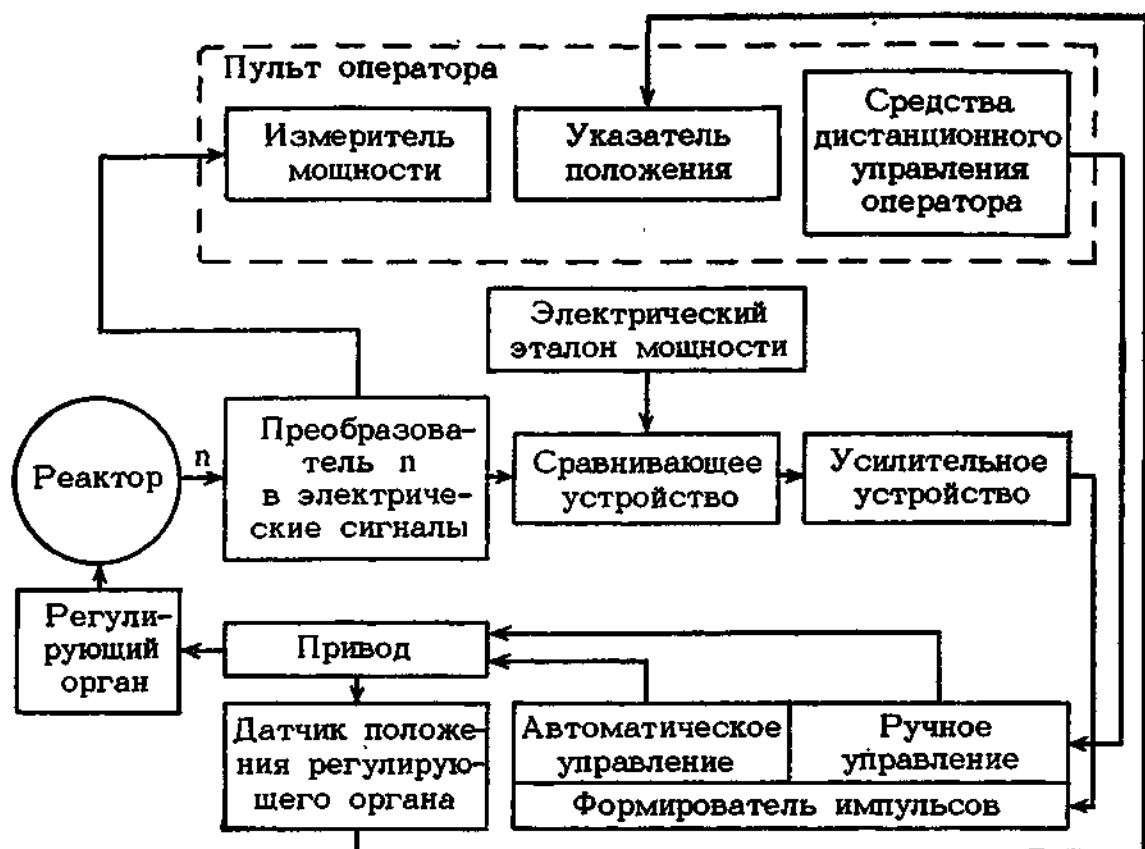 Пульт оператора
Измеритель
мощности
Указатель
положения
Средства
дистанционного
управления
оператора
Электрический
эталон мощности
Реактор
n
Преобразова-
тель n
в электриче-
ские сигналы
Сравнивающее
устройство
Усилительное
устройство
Регули-
рующий
орган
Привод
Датчик положе-
ния регулирую-
щего органа
Автоматическое
управление
Ручное
управление
Формирователь импульсов